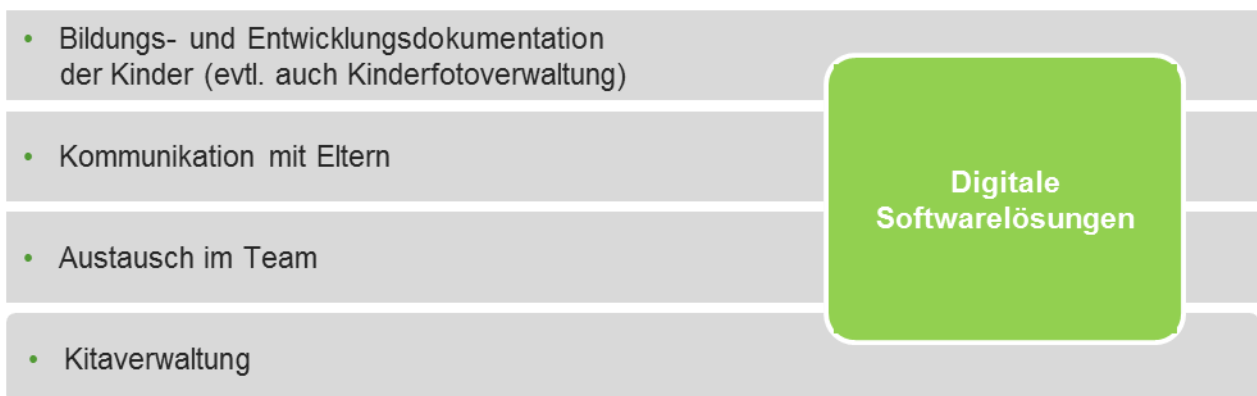 • Bildungs- und Entwicklungsdokumentation
der Kinder (evtl. auch Kinderfotoverwaltung)
• Kommunikation mit Eltern
• Austausch im Team
• Kitaverwaltung
Digitale
Softwarelösungen